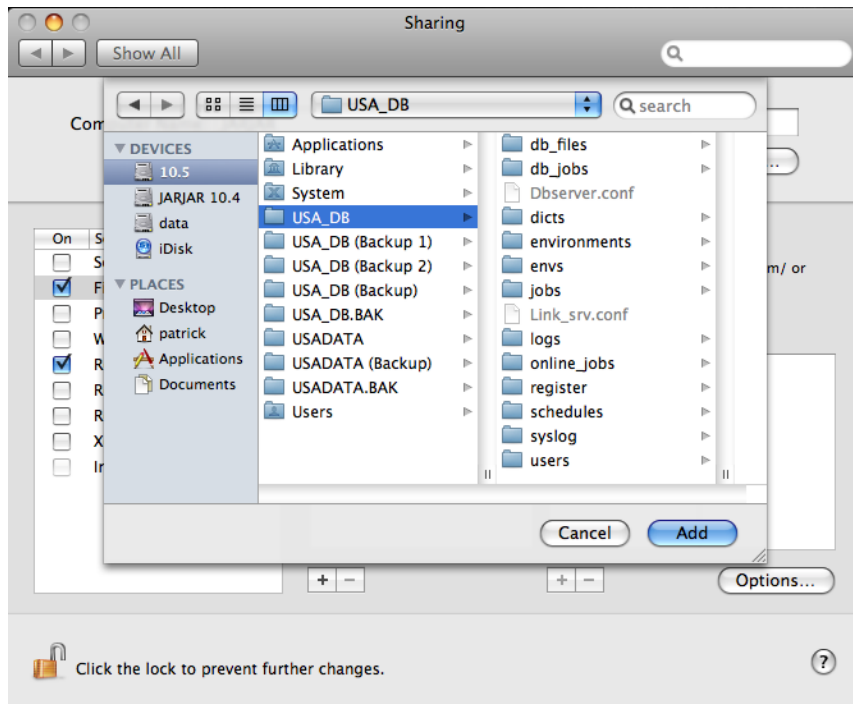 Sharing
Show All
USA_DB
search
Com
DEVICES
10.5
JARJAR 10.4
data
iDisk
PLACES
Desktop
patrick
Applications
Documents
Applications
Library
System
USA_DB
USA_DB (Backup 1)
USA_DB (Backup 2)
USA_DB (Backup)
USA_DB.BAK
USADATA
USADATA (Backup)
USADATA.BAK
Users
db_files
db_jobs
Dbserver.conf
dicts
environments
envs
jobs
Link_srv.conf
logs
online_jobs
register
schedules
syslog
users
..
On S
S
F
P
W
R
R
R
X
In
m/ or
Cancel
Add
+ −
+ −
Options...
Click the lock to prevent further changes.
?